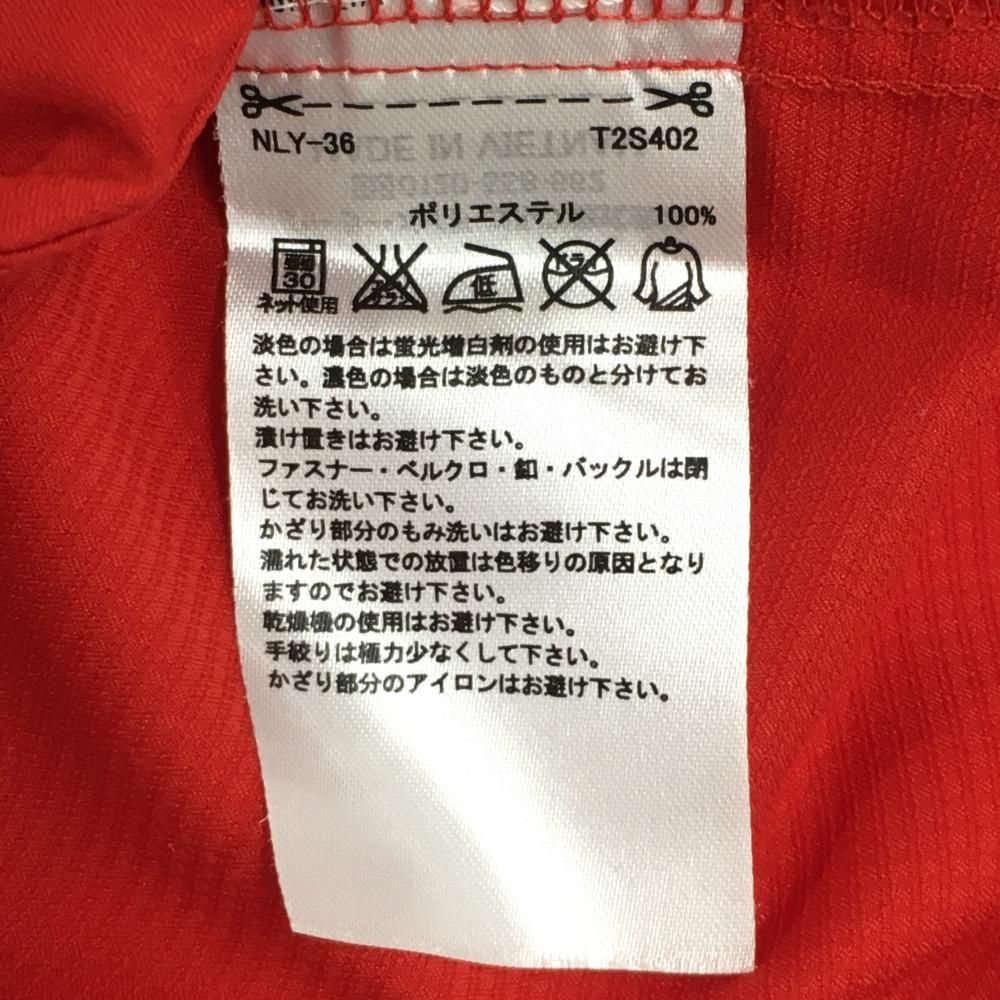 NLY-36 T2S402
ポリエステル 100%
30 低
ネット使用
淡色の場合は蛍光増白剤の使用はお避け下
さい。濃色の場合は淡色のものと分けてお
洗い下さい。
漬け置きはお避け下さい。
ファスナー・ベルクロ・釦・バックルは閉
じてお洗い下さい。
かざり部分のもみ洗いはお避け下さい。
濡れた状態での放置は色移りの原因となり
ますのでお避け下さい。
乾燥機の使用はお避け下さい。
手絞りは極力少なくして下さい。
かざり部分のアイロンはお避け下さい。